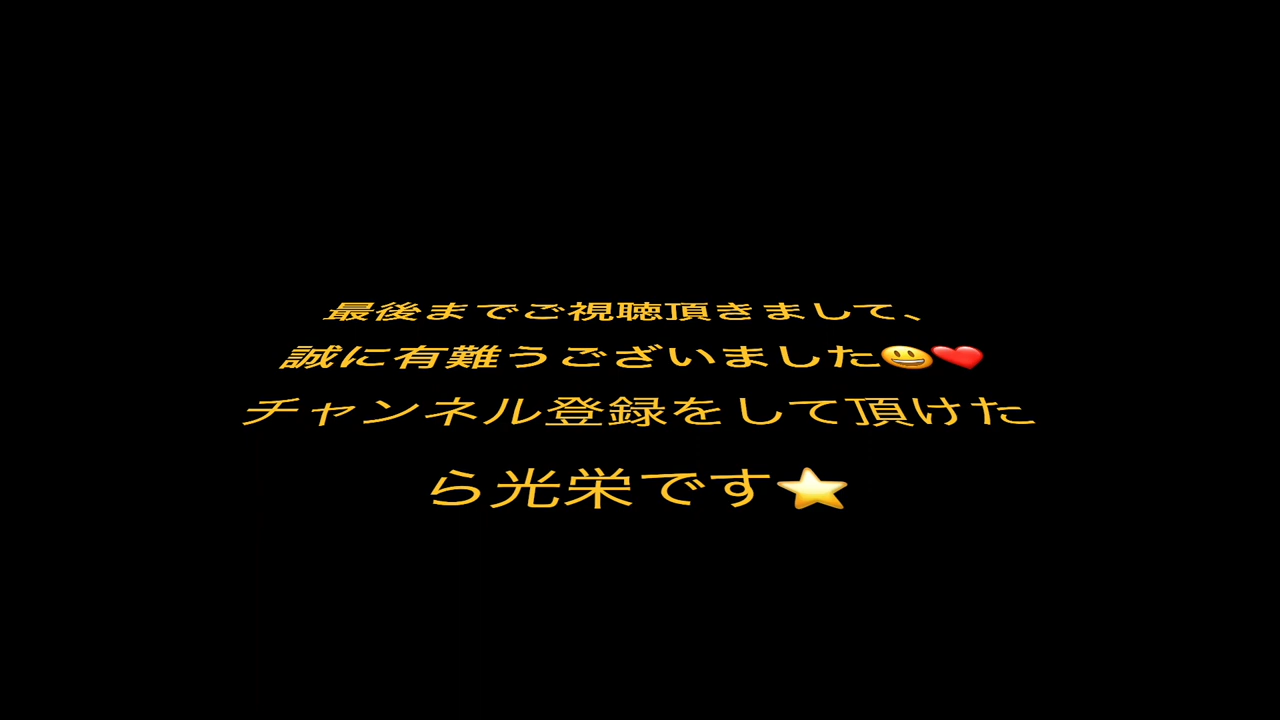 最後までご視聴頂きまして、
誠に有難うございました😃❤️
チャンネル登録をして頂けた
ら光栄です⭐